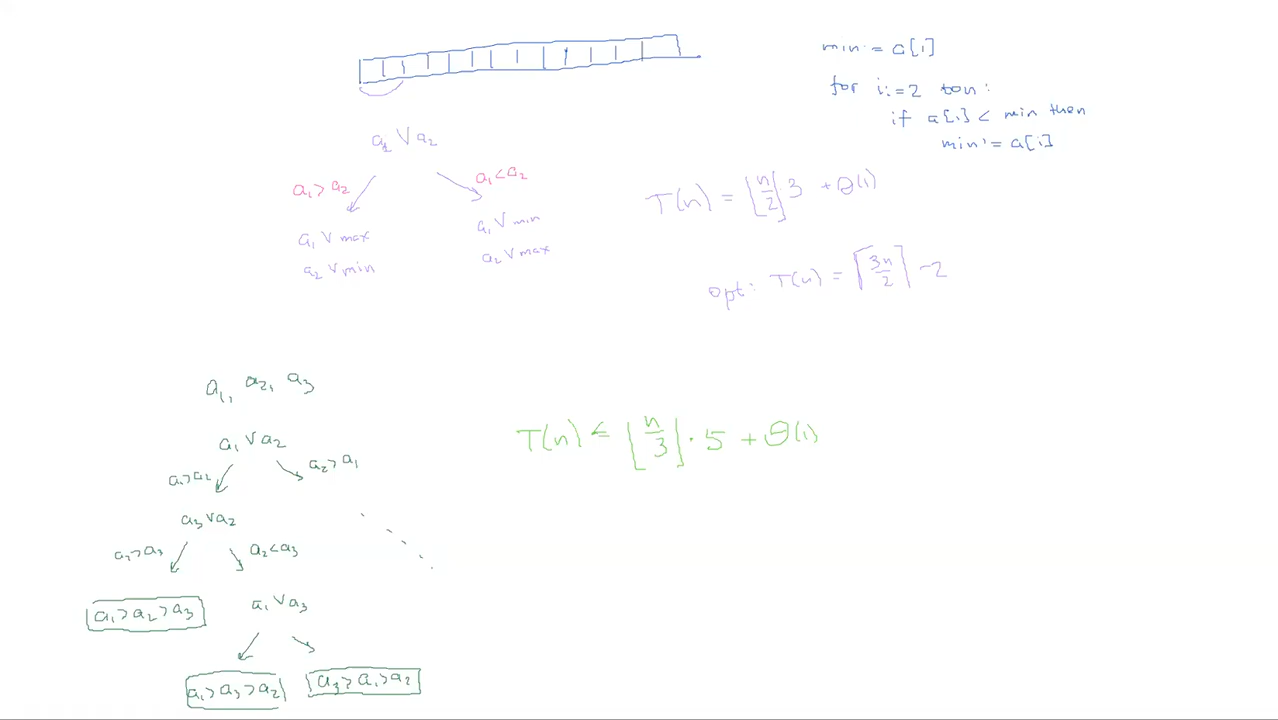 min = a[i]
for i:=2 to n:
if a[i] < min then
min := a[i]
a₁ ∨ a₂
a₁ > a₂
a₁ < a₂
a₁ ∨ max
a₂ ∨ min
a₁ ∨ min
a₂ ∨ max
T(n) = ⌊n/2⌋ 3 + Θ(1)
opt: T(n) = ⌈3n/2⌉ - 2
a₁, a₂, a₃
a₁ ∨ a₂
a₁ > a₂
a₂ > a₁
a₃ ∨ a₂
a₂ > a₃
a₂ < a₃
a₁ > a₂ > a₃
a₁ ∨ a₃
a₁ > a₃ > a₂
a₃ > a₁ > a₂
T(n) ≤ ⌊n/3⌋ · 5 + Θ(1)